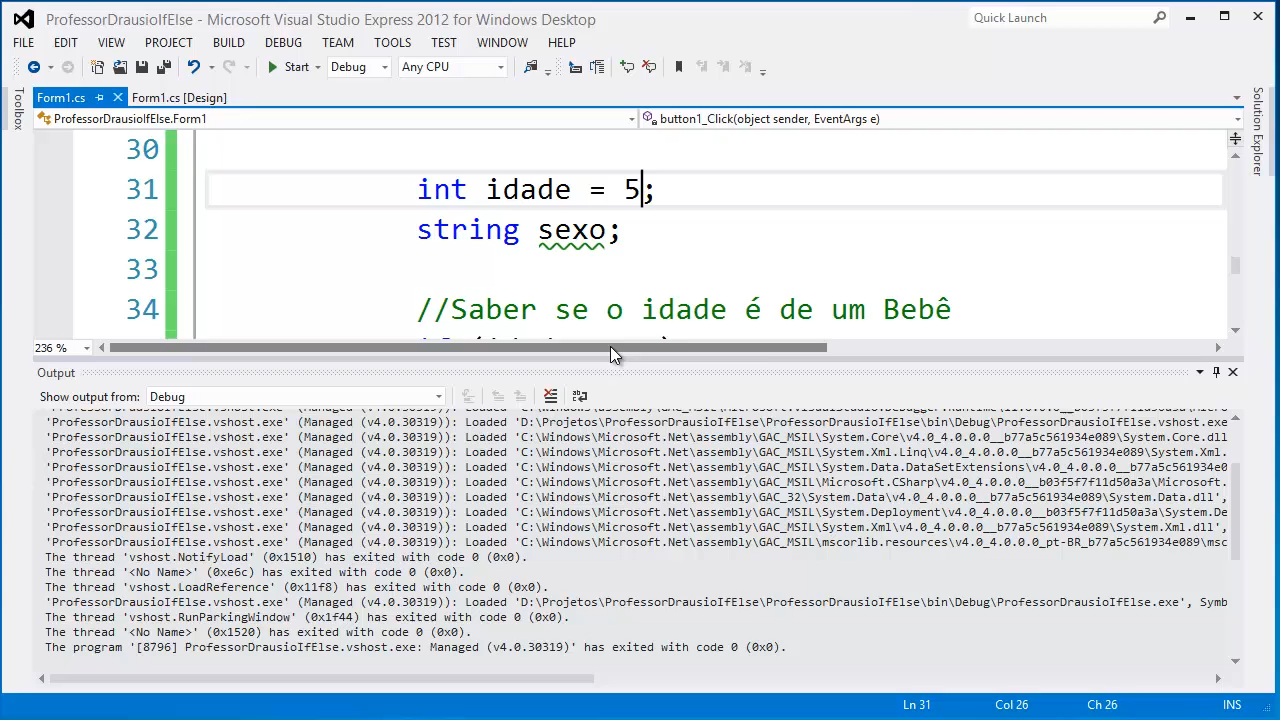 ProfessorDrausioIfElse - Microsoft Visual Studio Express 2012 for Windows Desktop
Quick Launch
FILE EDIT VIEW PROJECT BUILD DEBUG TEAM TOOLS TEST WINDOW HELP
Start Debug Any CPU
Toolbox
Form1.cs Form1.cs [Design]
Solution Explorer
ProfessorDrausioIfElse.Form1 button1_Click(object sender, EventArgs e)
30
31 int idade = 5;
32 string sexo;
33
34 //Saber se o idade é de um Bebê
236 %
Output
Show output from: Debug
'ProfessorDrausioIfElse.vshost.exe' (Managed (v4.0.30319)): Loaded 'D:\Projetos\ProfessorDrausioIfElse\ProfessorDrausioIfElse\bin\Debug\ProfessorDrausioIfElse.vshost.exe
'ProfessorDrausioIfElse.vshost.exe' (Managed (v4.0.30319)): Loaded 'C:\Windows\Microsoft.Net\assembly\GAC_MSIL\System.Core\v4.0_4.0.0.0__b77a5c561934e089\System.Core.dll
'ProfessorDrausioIfElse.vshost.exe' (Managed (v4.0.30319)): Loaded 'C:\Windows\Microsoft.Net\assembly\GAC_MSIL\System.Xml.Linq\v4.0_4.0.0.0__b77a5c561934e089\System.Xml.
'ProfessorDrausioIfElse.vshost.exe' (Managed (v4.0.30319)): Loaded 'C:\Windows\Microsoft.Net\assembly\GAC_MSIL\System.Data.DataSetExtensions\v4.0_4.0.0.0__b77a5c561934e0
'ProfessorDrausioIfElse.vshost.exe' (Managed (v4.0.30319)): Loaded 'C:\Windows\Microsoft.Net\assembly\GAC_MSIL\Microsoft.CSharp\v4.0_4.0.0.0__b03f5f7f11d50a3a\Microsoft.
'ProfessorDrausioIfElse.vshost.exe' (Managed (v4.0.30319)): Loaded 'C:\Windows\Microsoft.Net\assembly\GAC_32\System.Data\v4.0_4.0.0.0__b77a5c561934e089\System.Data.dll',
'ProfessorDrausioIfElse.vshost.exe' (Managed (v4.0.30319)): Loaded 'C:\Windows\Microsoft.Net\assembly\GAC_MSIL\System.Deployment\v4.0_4.0.0.0__b03f5f7f11d50a3a\System.De
'ProfessorDrausioIfElse.vshost.exe' (Managed (v4.0.30319)): Loaded 'C:\Windows\Microsoft.Net\assembly\GAC_MSIL\System.Xml\v4.0_4.0.0.0__b77a5c561934e089\System.Xml.dll',
'ProfessorDrausioIfElse.vshost.exe' (Managed (v4.0.30319)): Loaded 'C:\Windows\Microsoft.Net\assembly\GAC_MSIL\mscorlib.resources\v4.0_4.0.0.0_pt-BR_b77a5c561934e089\msc
The thread 'vshost.NotifyLoad' (0x1510) has exited with code 0 (0x0).
The thread '<No Name>' (0xe6c) has exited with code 0 (0x0).
The thread 'vshost.LoadReference' (0x11f8) has exited with code 0 (0x0).
'ProfessorDrausioIfElse.vshost.exe' (Managed (v4.0.30319)): Loaded 'D:\Projetos\ProfessorDrausioIfElse\ProfessorDrausioIfElse\bin\Debug\ProfessorDrausioIfElse.exe', Symb
The thread 'vshost.RunParkingWindow' (0x1f44) has exited with code 0 (0x0).
The thread '<No Name>' (0x1520) has exited with code 0 (0x0).
The program '[8796] ProfessorDrausioIfElse.vshost.exe: Managed (v4.0.30319)' has exited with code 0 (0x0).
Ln 31 Col 26 Ch 26 INS